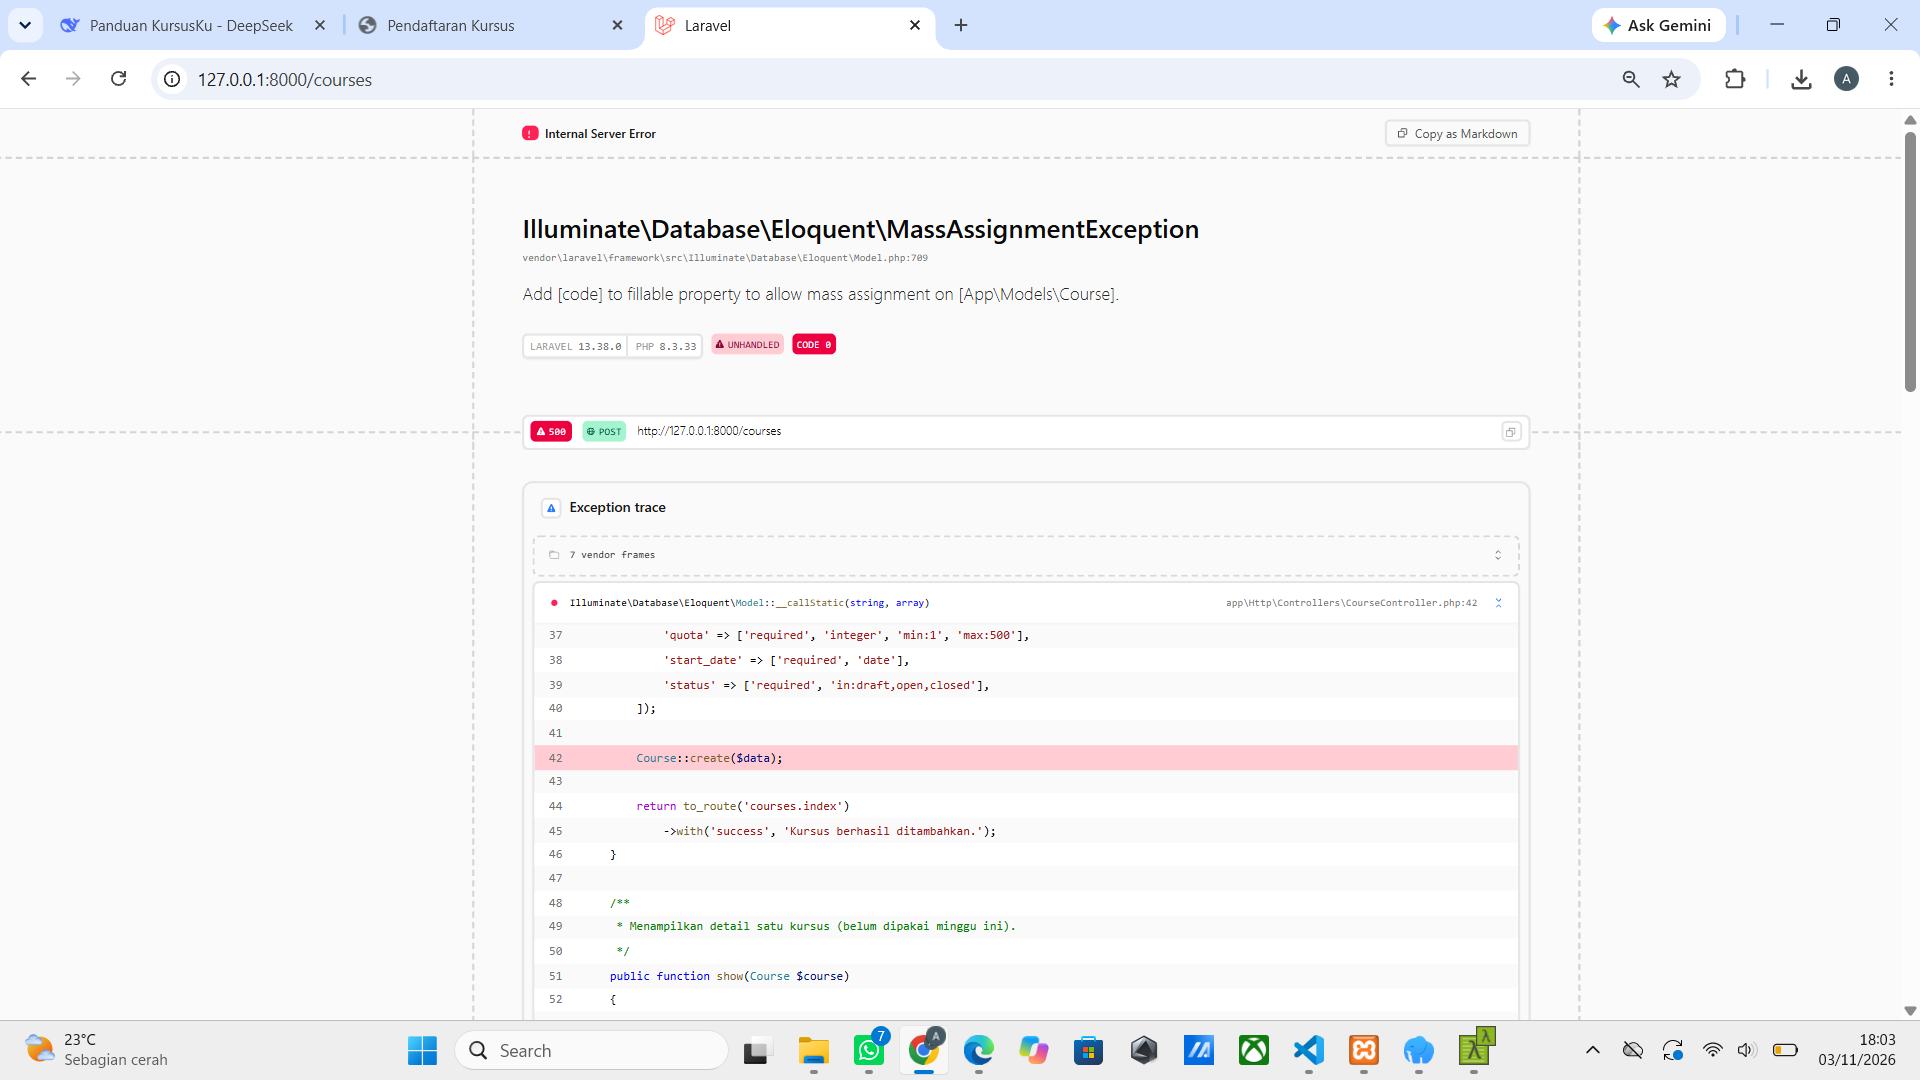 Panduan KursusKu - DeepSeek
Pendaftaran Kursus
Laravel
Ask Gemini
127.0.0.1:8000/courses
A
Internal Server Error
Copy as Markdown
Illuminate\Database\Eloquent\MassAssignmentException
vendor\laravel\framework\src\Illuminate\Database\Eloquent\Model.php:709
Add [code] to fillable property to allow mass assignment on [App\Models\Course].
LARAVEL 13.38.0 PHP 8.3.33 UNHANDLED CODE 0
500 POST http://127.0.0.1:8000/courses
Exception trace
7 vendor frames
Illuminate\Database\Eloquent\Model::__callStatic(string, array) app\Http\Controllers\CourseController.php:42
37 'quota' => ['required', 'integer', 'min:1', 'max:500'],
38 'start_date' => ['required', 'date'],
39 'status' => ['required', 'in:draft,open,closed'],
40 ]);
41
42 Course::create($data);
43
44 return to_route('courses.index')
45 ->with('success', 'Kursus berhasil ditambahkan.');
46 }
47
48 /**
49 * Menampilkan detail satu kursus (belum dipakai minggu ini).
50 */
51 public function show(Course $course)
52 {
23°C
Sebagian cerah
Search
7
A
18:03
03/11/2026